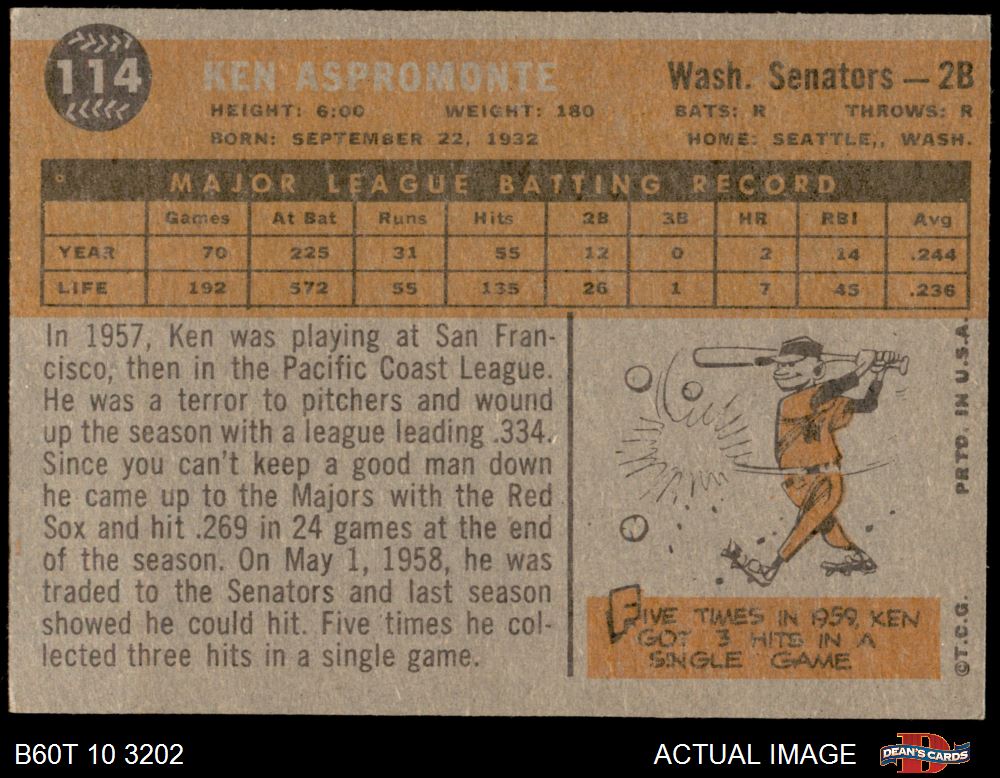 114
KEN ASPROMONTE
Wash. Senators — 2B
HEIGHT: 6:00 WEIGHT: 180 BATS: R THROWS: R
BORN: SEPTEMBER 22, 1932 HOME: SEATTLE,, WASH.
MAJOR LEAGUE BATTING RECORD
Games At Bat Runs Hits 2B 3B HR RBI Avg
YEAR 70 225 31 55 12 0 2 14 .244
LIFE 192 572 55 135 26 1 7 45 .236
In 1957, Ken was playing at San Fran-
cisco, then in the Pacific Coast League.
He was a terror to pitchers and wound
up the season with a league leading .334.
Since you can't keep a good man down
he came up to the Majors with the Red
Sox and hit .269 in 24 games at the end
of the season. On May 1, 1958, he was
traded to the Senators and last season
showed he could hit. Five times he col-
lected three hits in a single game.
FIVE TIMES IN 1959, KEN
GOT 3 HITS IN A
SINGLE GAME
©T.C.G. PRTD. IN U.S.A.
B60T 10 3202
ACTUAL IMAGE
DEAN'S CARDS